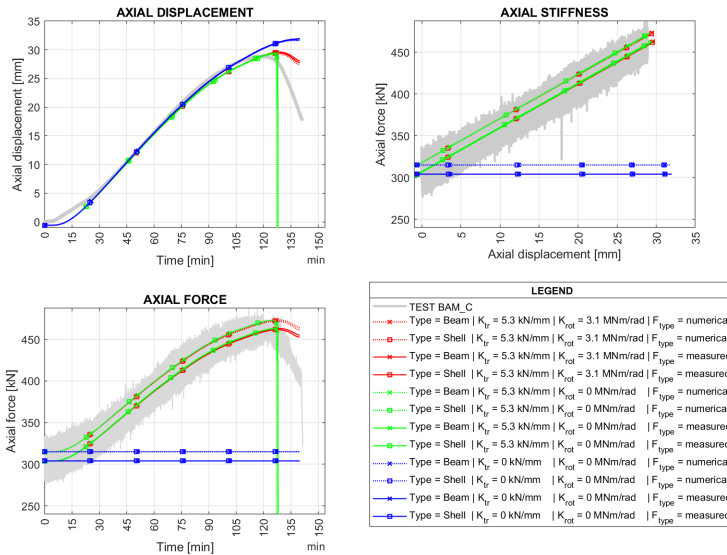 AXIAL DISPLACEMENT
35
30
25
20
15
10
5
0
Axial displacement [mm]
0 15 30 45 60 75 90 105 120 135 150
Time [min]
min
AXIAL STIFFNESS
450
400
350
300
250
Axial force [kN]
0 5 10 15 20 25 30 35
Axial displacement [mm]
AXIAL FORCE
450
400
350
300
250
Axial force [kN]
0 15 30 45 60 75 90 105 120 135 150
Time [min]
min
LEGEND
TEST BAM_C
Type = Beam | Ktr = 5.3 kN/mm | Krot = 3.1 MNm/rad | Ftype = numerica
Type = Shell | Ktr = 5.3 kN/mm | Krot = 3.1 MNm/rad | Ftype = numerica
Type = Beam | Ktr = 5.3 kN/mm | Krot = 3.1 MNm/rad | Ftype = measured
Type = Shell | Ktr = 5.3 kN/mm | Krot = 3.1 MNm/rad | Ftype = measured
Type = Beam | Ktr = 5.3 kN/mm | Krot = 0 MNm/rad | Ftype = numerica
Type = Shell | Ktr = 5.3 kN/mm | Krot = 0 MNm/rad | Ftype = numerica
Type = Beam | Ktr = 5.3 kN/mm | Krot = 0 MNm/rad | Ftype = measured
Type = Shell | Ktr = 5.3 kN/mm | Krot = 0 MNm/rad | Ftype = measured
Type = Beam | Ktr = 0 kN/mm | Krot = 0 MNm/rad | Ftype = numerica
Type = Shell | Ktr = 0 kN/mm | Krot = 0 MNm/rad | Ftype = numerica
Type = Beam | Ktr = 0 kN/mm | Krot = 0 MNm/rad | Ftype = measured
Type = Shell | Ktr = 0 kN/mm | Krot = 0 MNm/rad | Ftype = measured